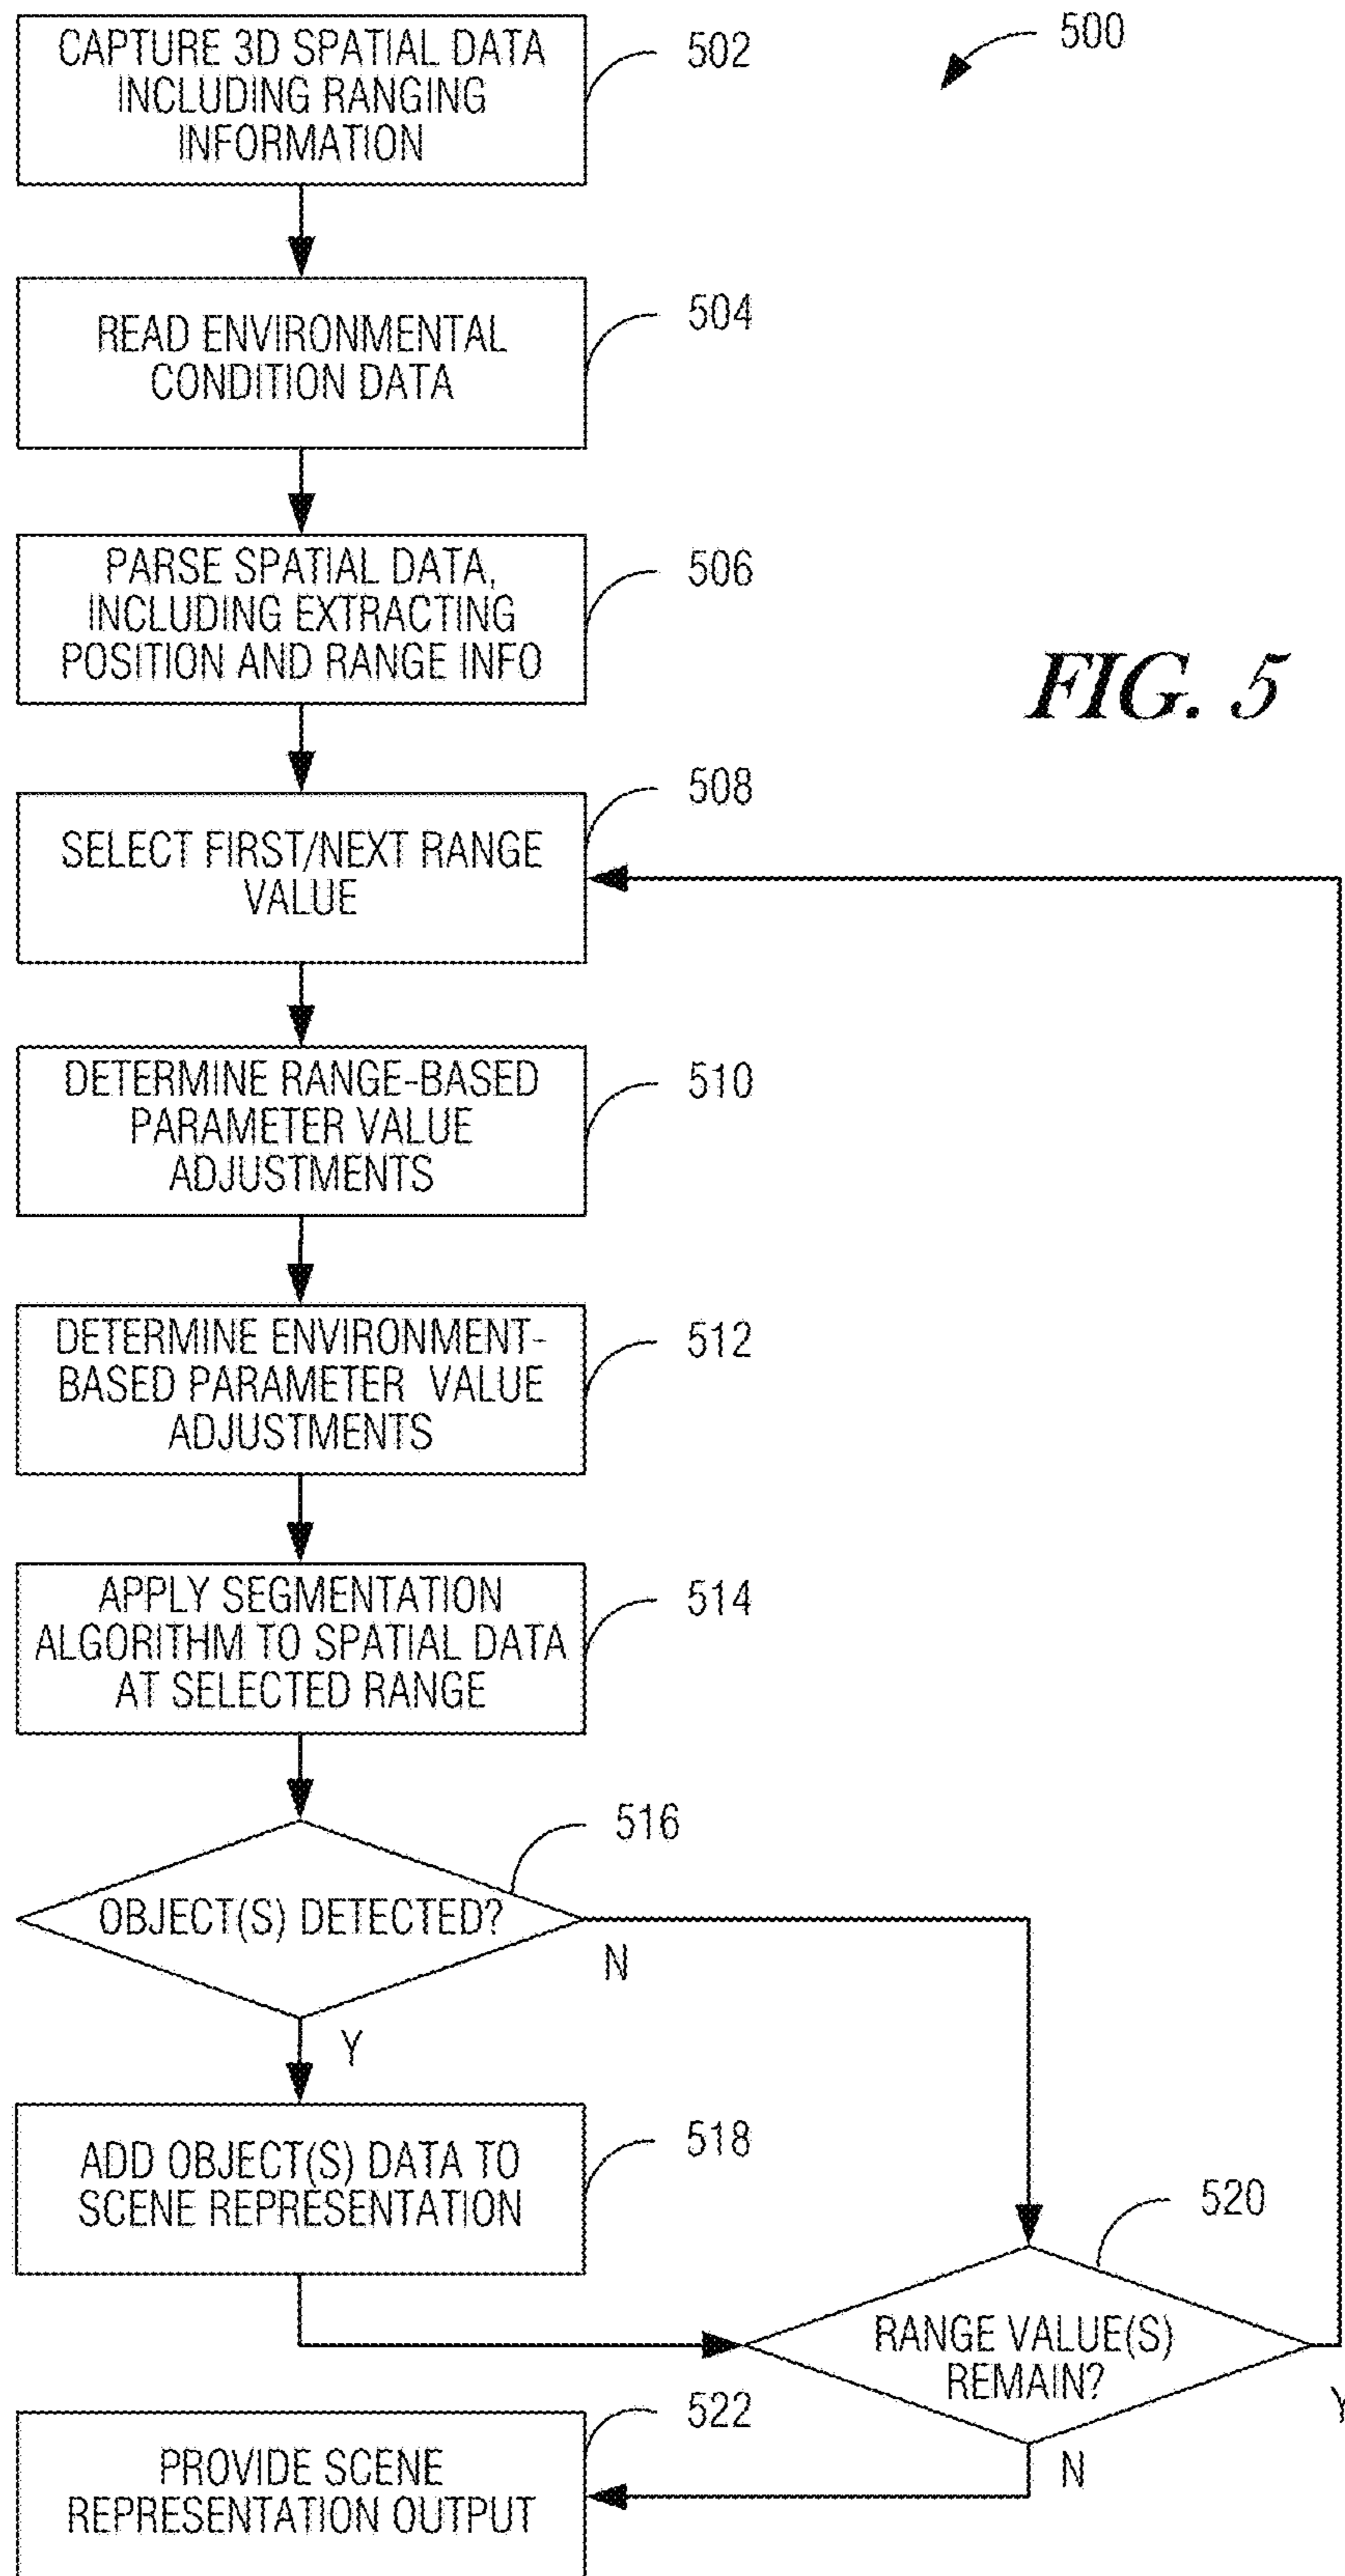 CAPTURE 3D SPATIAL DATA
INCLUDING RANGING
INFORMATION
502
500
READ ENVIRONMENTAL
CONDITION DATA
504
PARSE SPATIAL DATA,
INCLUDING EXTRACTING
POSITION AND RANGE INFO
506
FIG. 5
SELECT FIRST/NEXT RANGE
VALUE
508
DETERMINE RANGE-BASED
PARAMETER VALUE
ADJUSTMENTS
510
DETERMINE ENVIRONMENT-
BASED PARAMETER VALUE
ADJUSTMENTS
512
APPLY SEGMENTATION
ALGORITHM TO SPATIAL DATA
AT SELECTED RANGE
514
OBJECT(S) DETECTED?
516
N
Y
ADD OBJECT(S) DATA TO
SCENE REPRESENTATION
518
RANGE VALUE(S)
REMAIN?
520
Y
N
PROVIDE SCENE
REPRESENTATION OUTPUT
522